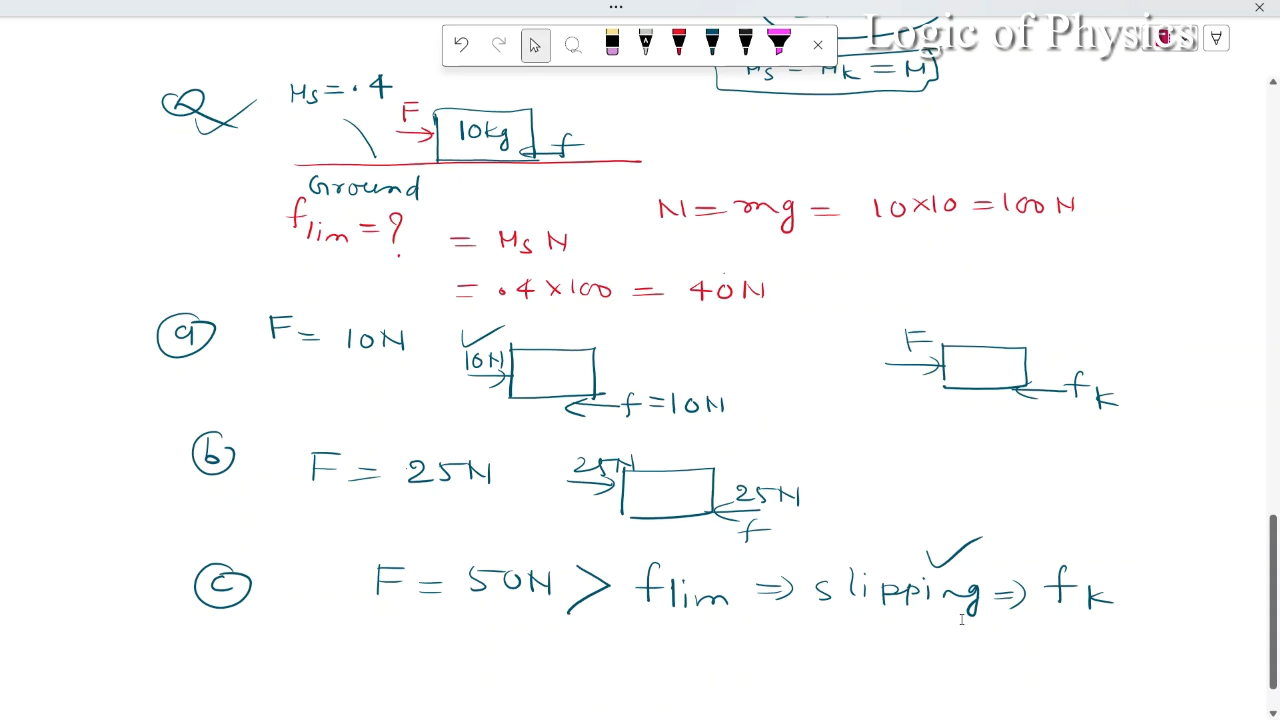 Logic of Physics
μs = μK = μ
Q μs = .4
F 10kg f
Ground
flim = ? = μs N
N = mg = 10×10 = 100N
= .4×100 = 40N
a F = 10N 10N f = 10N
F fK
b F = 25N 25N 25N f
c F = 50N > flim ⇒ slipping ⇒ fK